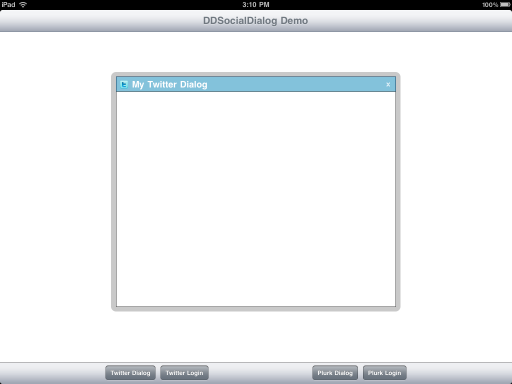 iPad 3:10 PM 100%
DDSocialDialog Demo
My Twitter Dialog
Twitter Dialog Twitter Login Plurk Dialog Plurk Login